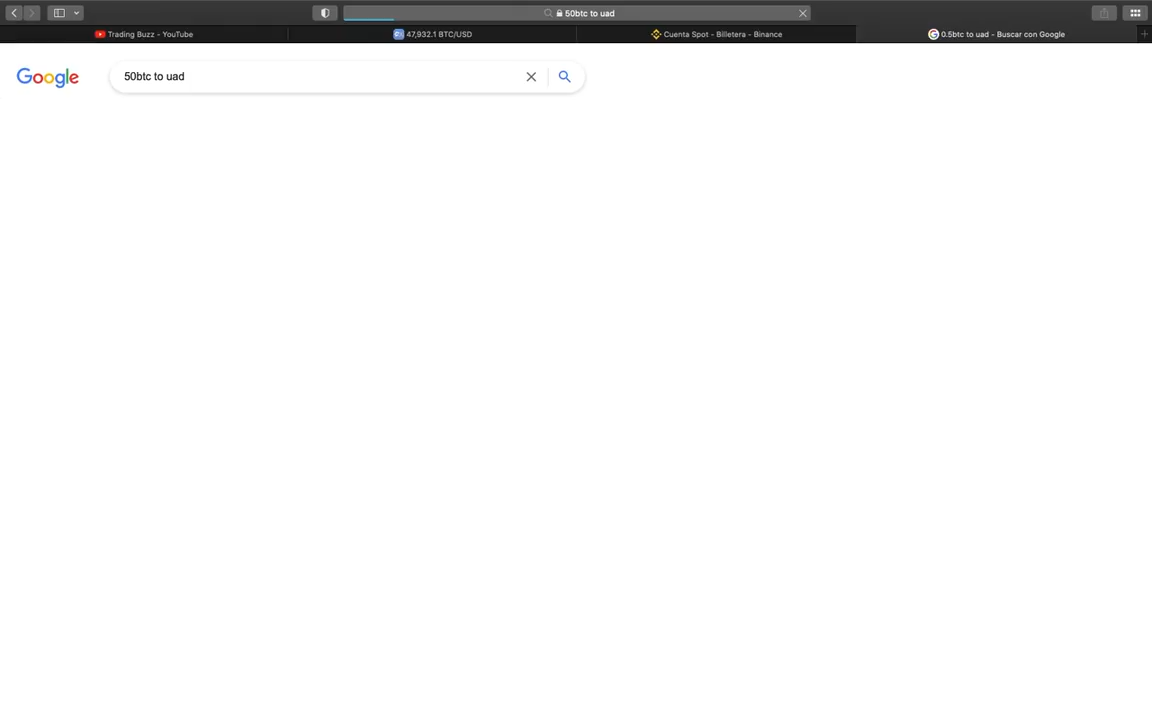 50btc to uad
Trading Buzz - YouTube
47,932.1 BTC/USD
Cuenta Spot - Billetera - Binance
0.5btc to uad - Buscar con Google
Google
50btc to uad